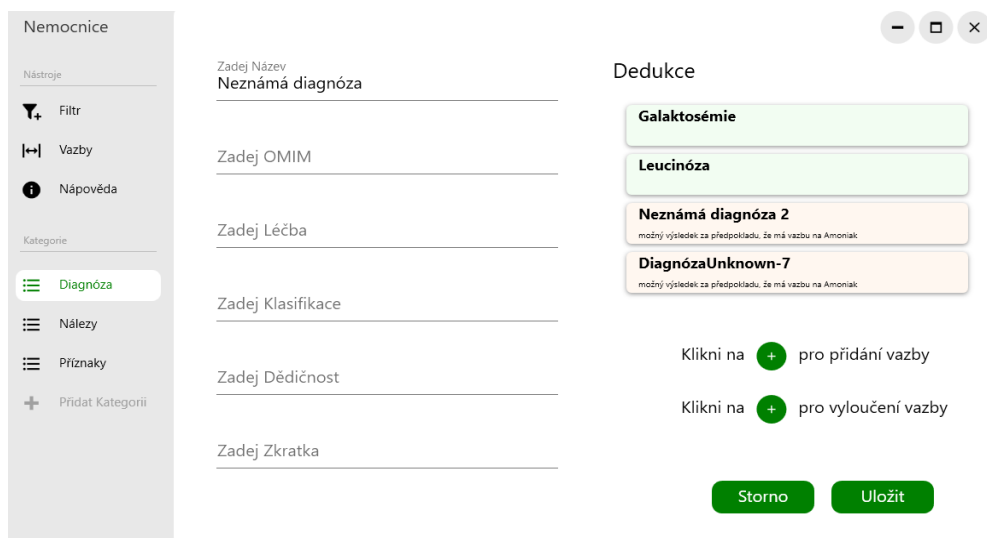 Nemocnice
Nástroje
Filtr
Vazby
Nápověda
Kategorie
Diagnóza
Nálezy
Příznaky
Přidat Kategorii
Zadej Název
Neznámá diagnóza
Zadej OMIM
Zadej Léčba
Zadej Klasifikace
Zadej Dědičnost
Zadej Zkratka
Dedukce
Galaktosémie
Leucinóza
Neznámá diagnóza 2
možný výsledek za předpokladu, že má vazbu na Amoniak
DiagnózaUnknown-7
možný výsledek za předpokladu, že má vazbu na Amoniak
Klikni na + pro přidání vazby
Klikni na + pro vyloučení vazby
Storno Uložit